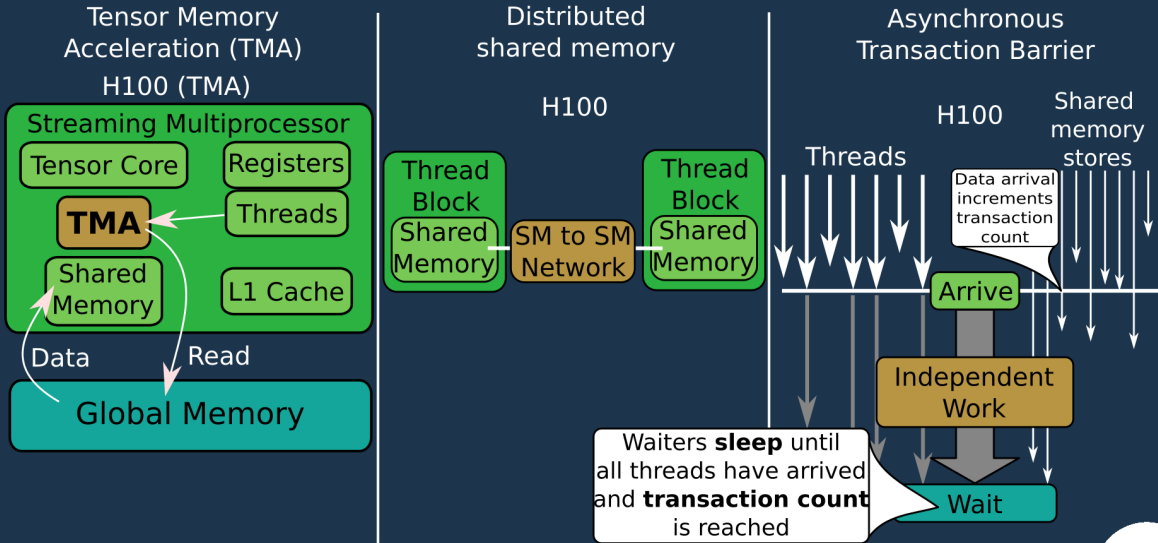 Tensor Memory
Acceleration (TMA)
H100 (TMA)
Streaming Multiprocessor
Tensor Core
Registers
TMA
Threads
Shared
Memory
L1 Cache
Data
Read
Global Memory
Distributed
shared memory
H100
Thread
Block
Shared
Memory
SM to SM
Network
Thread
Block
Shared
Memory
Asynchronous
Transaction Barrier
H100
Shared
memory
stores
Threads
Data arrival
increments
transaction
count
Arrive
Independent
Work
Waiters sleep until
all threads have arrived
and transaction count
is reached
Wait